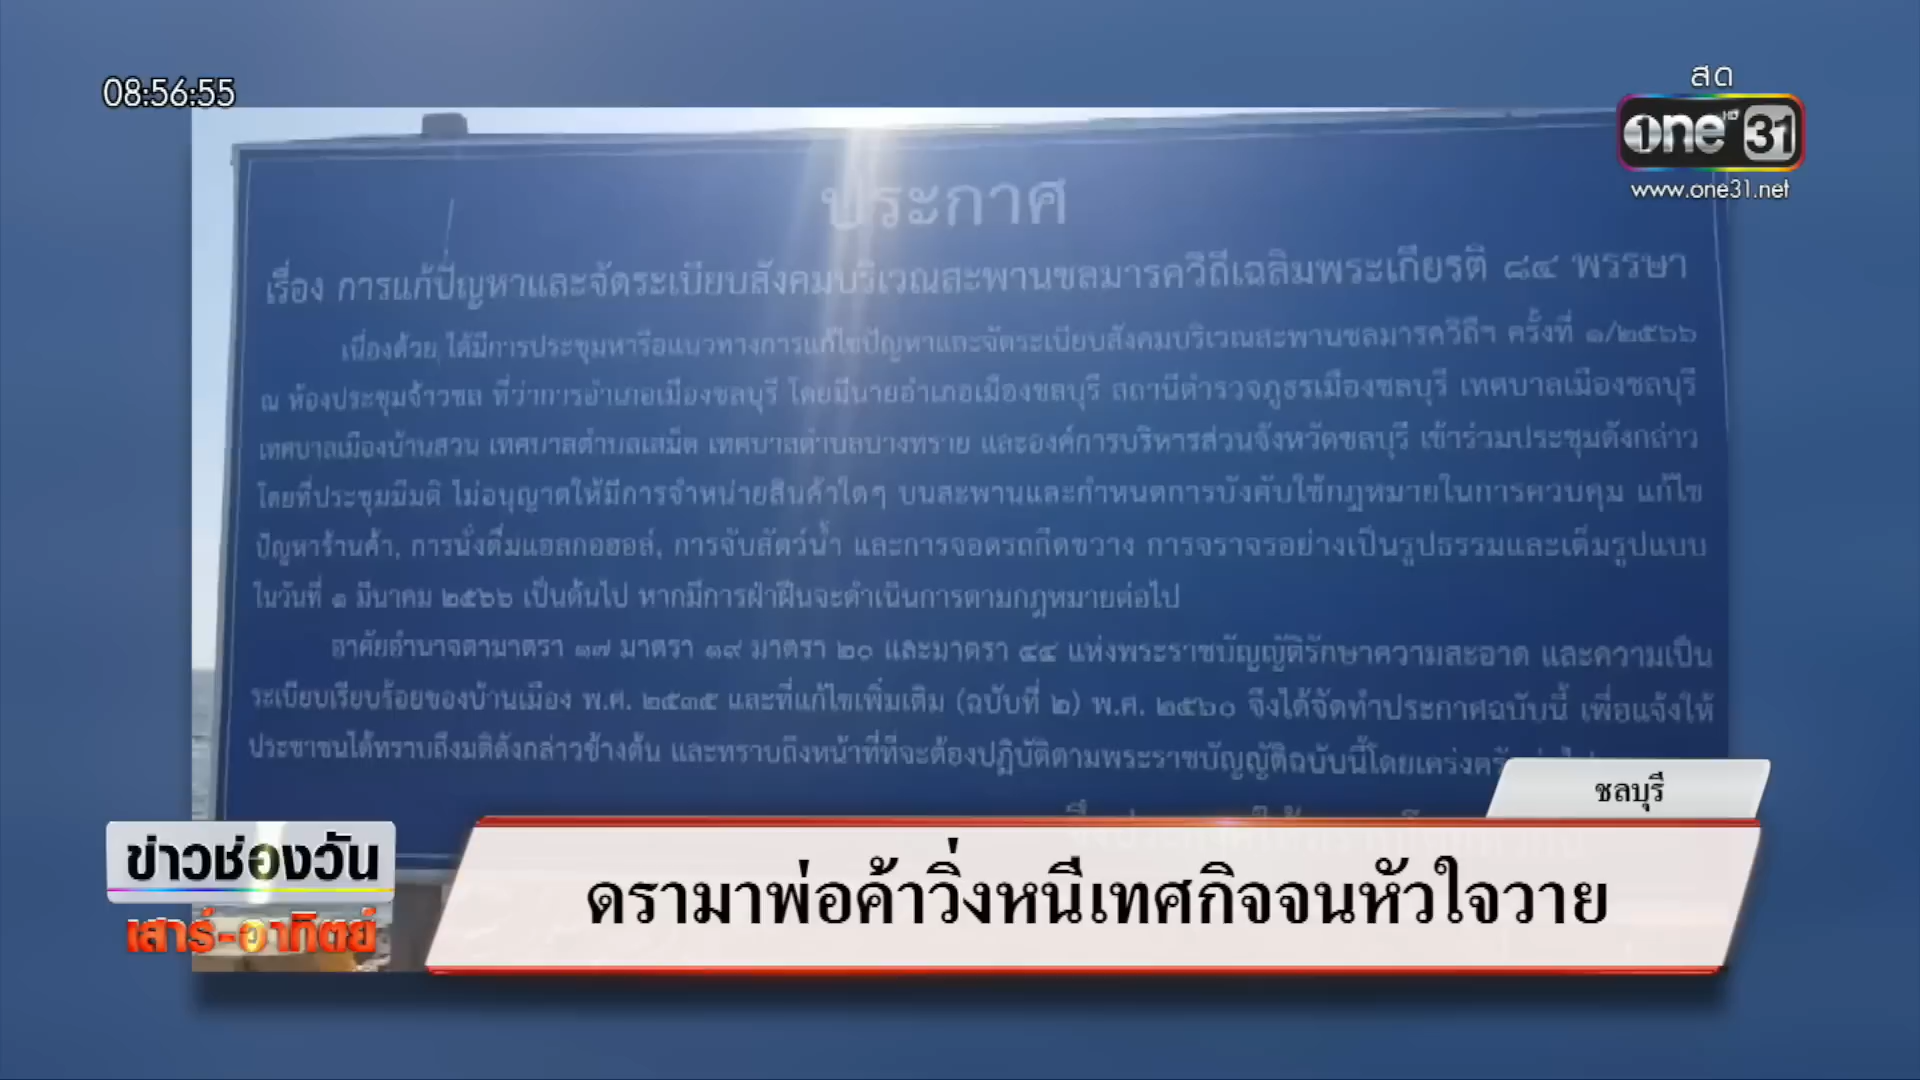 08:56:55
สด
one HD 31
www.one31.net
ประกาศ
เรื่อง การแก้ปัญหาและจัดระเบียบสังคมบริเวณสะพานชลมารควิถีเฉลิมพระเกียรติ ๘๔ พรรษา
เนื่องด้วย ได้มีการประชุมหารือแนวทางการแก้ไขปัญหาและจัดระเบียบสังคมบริเวณสะพานชลมารควิถีฯ ครั้งที่ ๑/๒๕๖๖
ณ ห้องประชุมจ้าวชล ที่ว่าการอำเภอเมืองชลบุรี โดยมีนายอำเภอเมืองชลบุรี สถานีตำรวจภูธรเมืองชลบุรี เทศบาลเมืองชลบุรี
เทศบาลเมืองบ้านสวน เทศบาลตำบลเสม็ด เทศบาลตำบลบางทราย และองค์การบริหารส่วนจังหวัดชลบุรี เข้าร่วมประชุมดังกล่าว
โดยที่ประชุมมีมติ ไม่อนุญาตให้มีการจำหน่ายสินค้าใดๆ บนสะพานและกำหนดการบังคับใช้กฎหมายในการควบคุม แก้ไข
ปัญหาร้านค้า, การนั่งดื่มแอลกอฮอล์, การจับสัตว์น้ำ และการจอดรถกีดขวาง การจราจรอย่างเป็นรูปธรรมและเต็มรูปแบบ
ในวันที่ ๑ มีนาคม ๒๕๖๖ เป็นต้นไป หากมีการฝ่าฝืนจะดำเนินการตามกฎหมายต่อไป
อาศัยอำนาจตามาตรา ๑๗ มาตรา ๑๙ มาตรา ๒๐ และมาตรา ๔๔ แห่งพระราชบัญญัติรักษาความสะอาด และความเป็น
ระเบียบเรียบร้อยของบ้านเมือง พ.ศ. ๒๕๓๕ และที่แก้ไขเพิ่มเติม (ฉบับที่ ๒) พ.ศ. ๒๕๖๐ จึงได้จัดทำประกาศฉบับนี้ เพื่อแจ้งให้
ประชาชนได้ทราบถึงมติดังกล่าวข้างต้น และทราบถึงหน้าที่ที่จะต้องปฏิบัติตามพระราชบัญญัติฉบับนี้โดย
ชลบุรี
ข่าวช่องวัน
เสาร์-อาทิตย์
ดรามาพ่อค้าวิ่งหนีเทศกิจจนหัวใจวาย